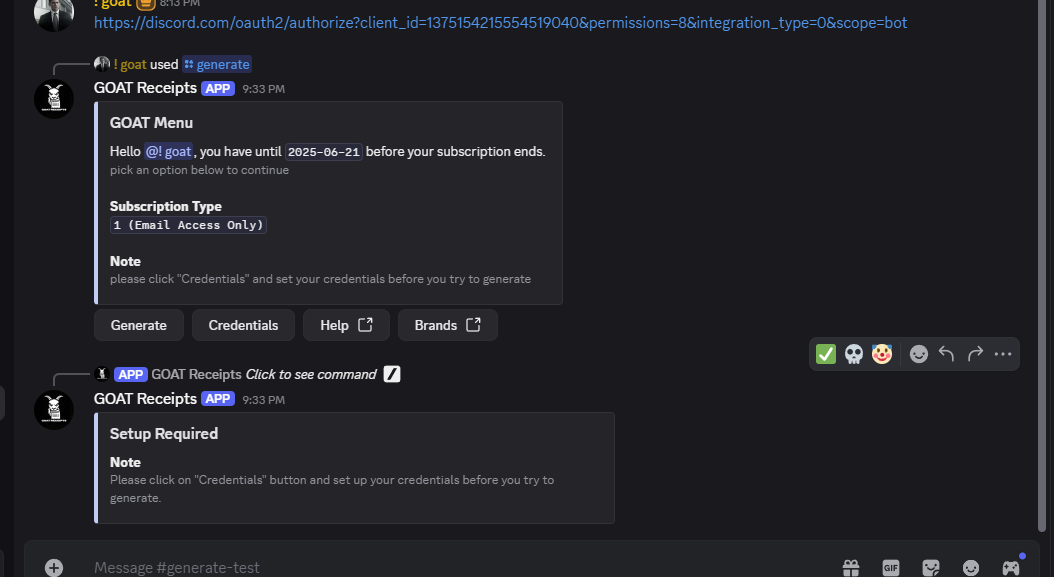 ! goat 8:13 PM
https://discord.com/oauth2/authorize?client_id=1375154215554519040&permissions=8&integration_type=0&scope=bot
! goat used generate
GOAT Receipts APP 9:33 PM
GOAT Menu
Hello @! goat, you have until 2025-06-21 before your subscription ends.
pick an option below to continue
Subscription Type
1 (Email Access Only)
Note
please click "Credentials" and set your credentials before you try to generate
Generate Credentials Help Brands
APP GOAT Receipts Click to see command
GOAT Receipts APP 9:33 PM
Setup Required
Note
Please click on "Credentials" button and set up your credentials before you try to
generate.
Message #generate-test
GIF